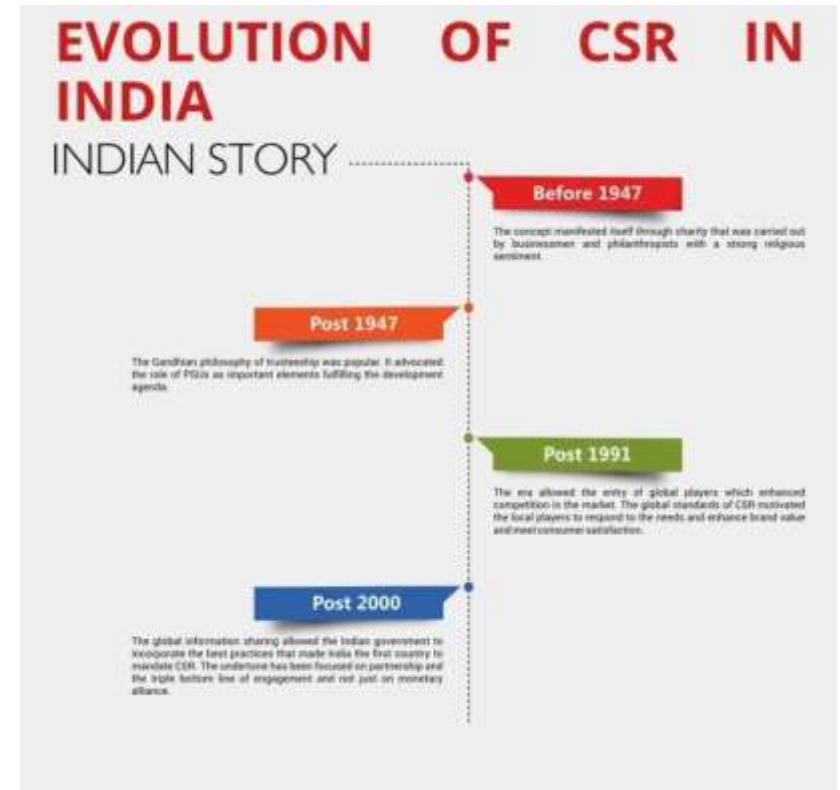 EVOLUTION OF CSR IN
INDIA
INDIAN STORY
Before 1947
The concept manifested itself through charity that was carried out
by businessmen and philanthropists with a strong religious
sentiment.
Post 1947
The Gandhian philosophy of trusteeship was popular. It advocated
the role of PSUs as important elements fulfilling the development
agenda.
Post 1991
The era allowed the entry of global players which enhanced
competition in the market. The global standards of CSR motivated
the local players to respond to the needs and enhance brand value
and meet consumer satisfaction.
Post 2000
The global information sharing allowed the Indian government to
incorporate the best practices that made India the first country to
mandate CSR. The undertone has been focused on partnership and
the triple bottom line of engagement and not just on monetary
alliance.